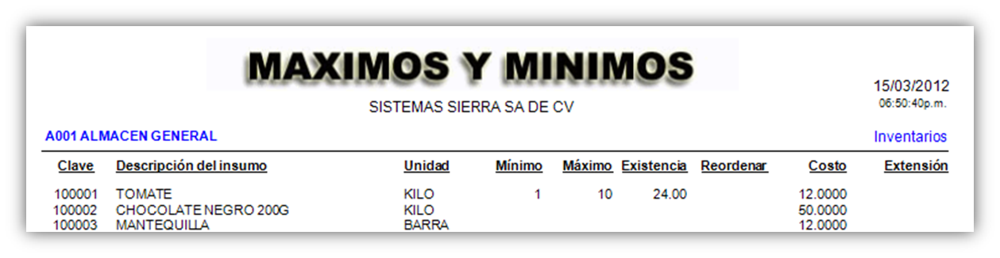 MAXIMOS Y MINIMOS
15/03/2012
SISTEMAS SIERRA SA DE CV
06:50:40p.m.
A001 ALMACEN GENERAL Inventarios
Clave Descripción del insumo Unidad Mínimo Máximo Existencia Reordenar Costo Extensión
100001 TOMATE KILO 1 10 24.00 12.0000
100002 CHOCOLATE NEGRO 200G KILO 50.0000
100003 MANTEQUILLA BARRA 12.0000